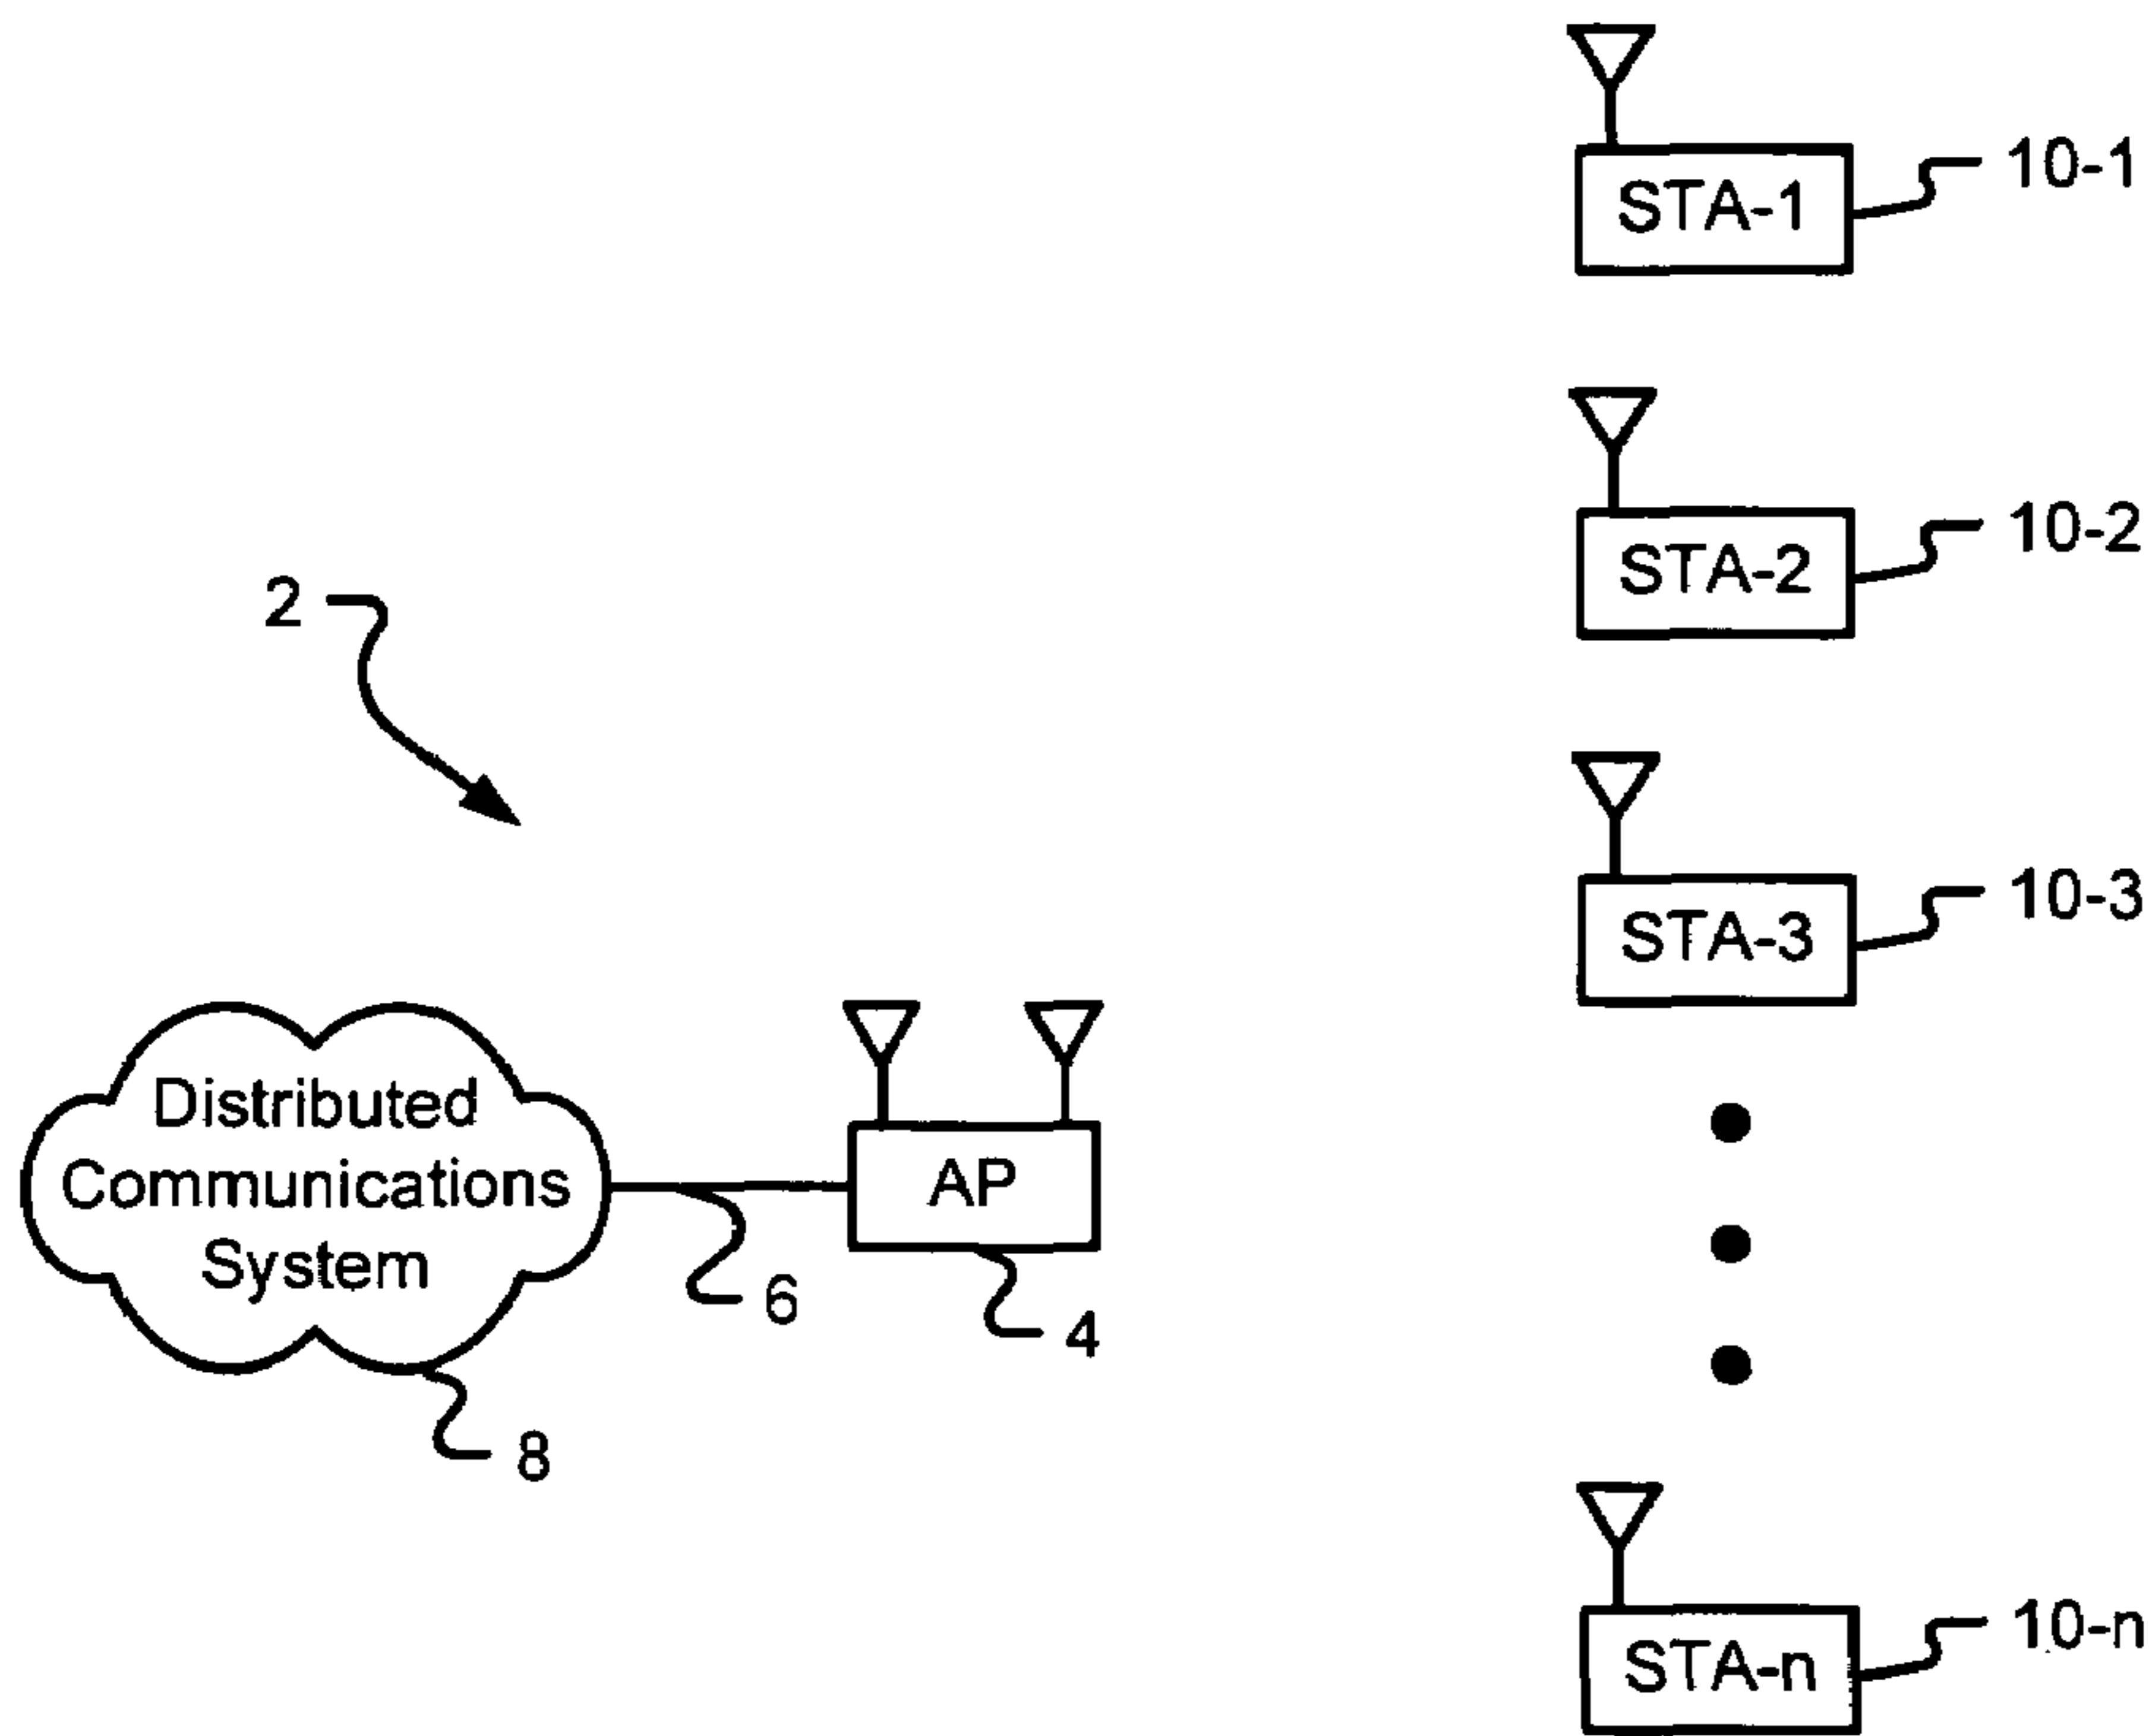 10-1
STA-1
10-2
STA-2
2
10-3
STA-3
Distributed
Communications
System
AP
6
4
8
10-n
STA-n